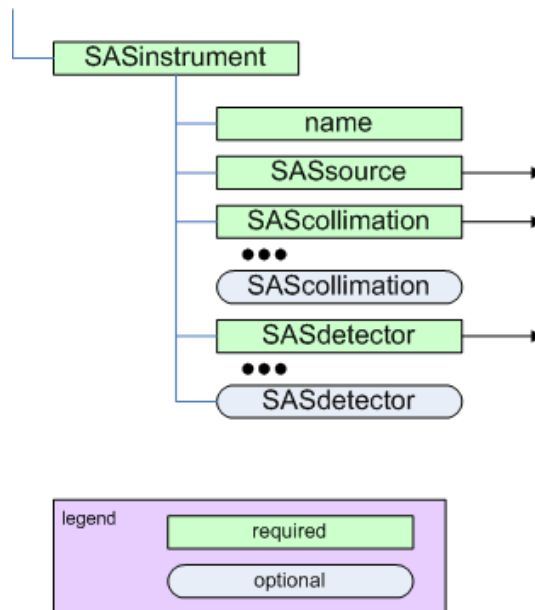 SASinstrument
name
SASsource
SAScollimation
•••
SAScollimation
SASdetector
•••
SASdetector
legend
required
optional